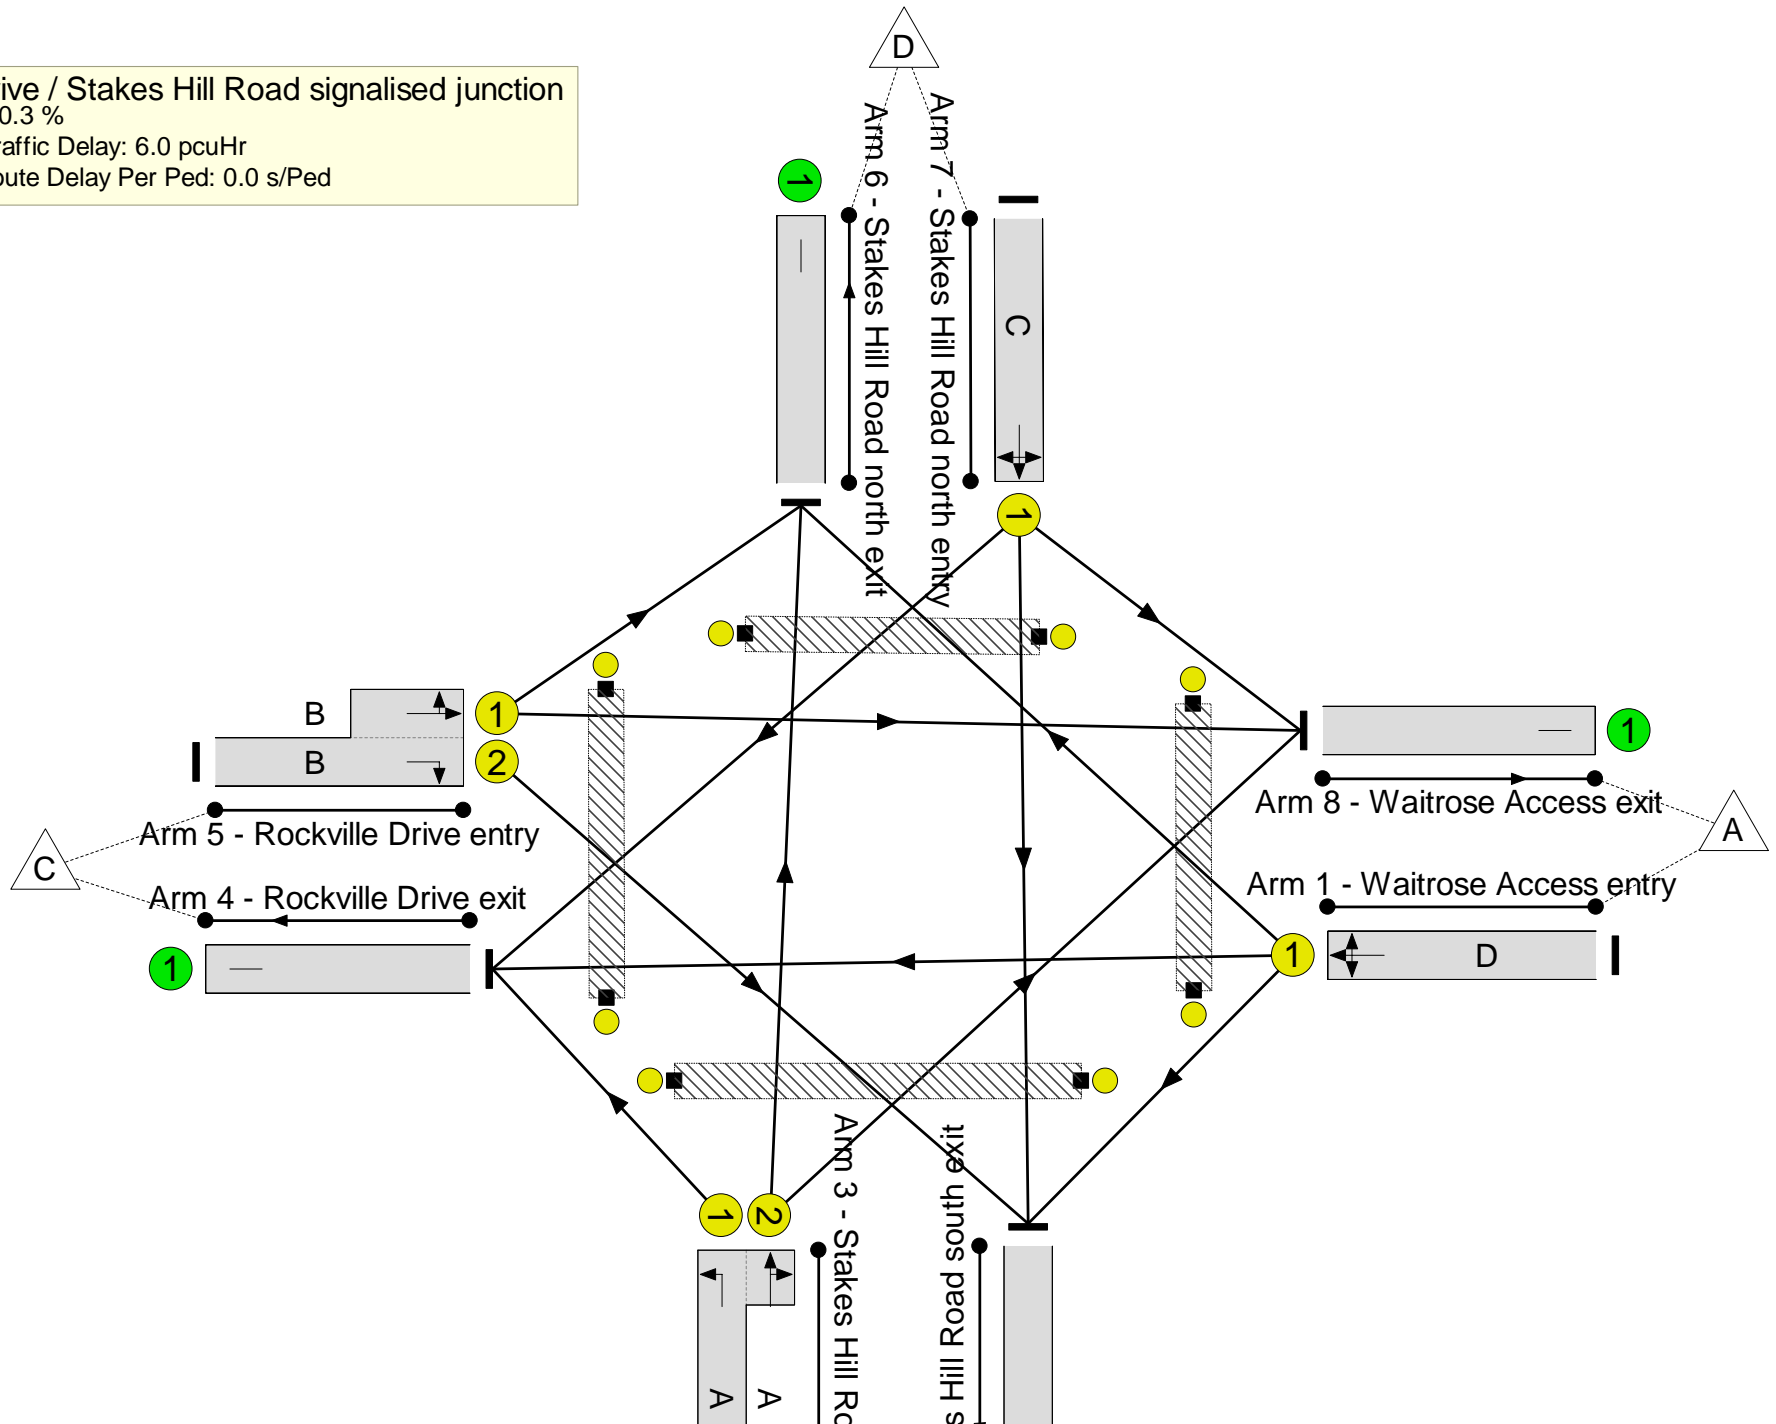 D
ive / Stakes Hill Road signalised junction
0.3 %
affic Delay: 6.0 pcuHr
oute Delay Per Ped: 0.0 s/Ped
1
Arm 6 - Stakes Hill Road north exit
Arm 7 - Stakes Hill Road north entry
C
1
B
1
B
2
Arm 5 - Rockville Drive entry
C
Arm 4 - Rockville Drive exit
1
1
Arm 8 - Waitrose Access exit
A
Arm 1 - Waitrose Access entry
1
D
1
2
Arm 3 - Stakes Hill Ro
s Hill Road south exit
A
A